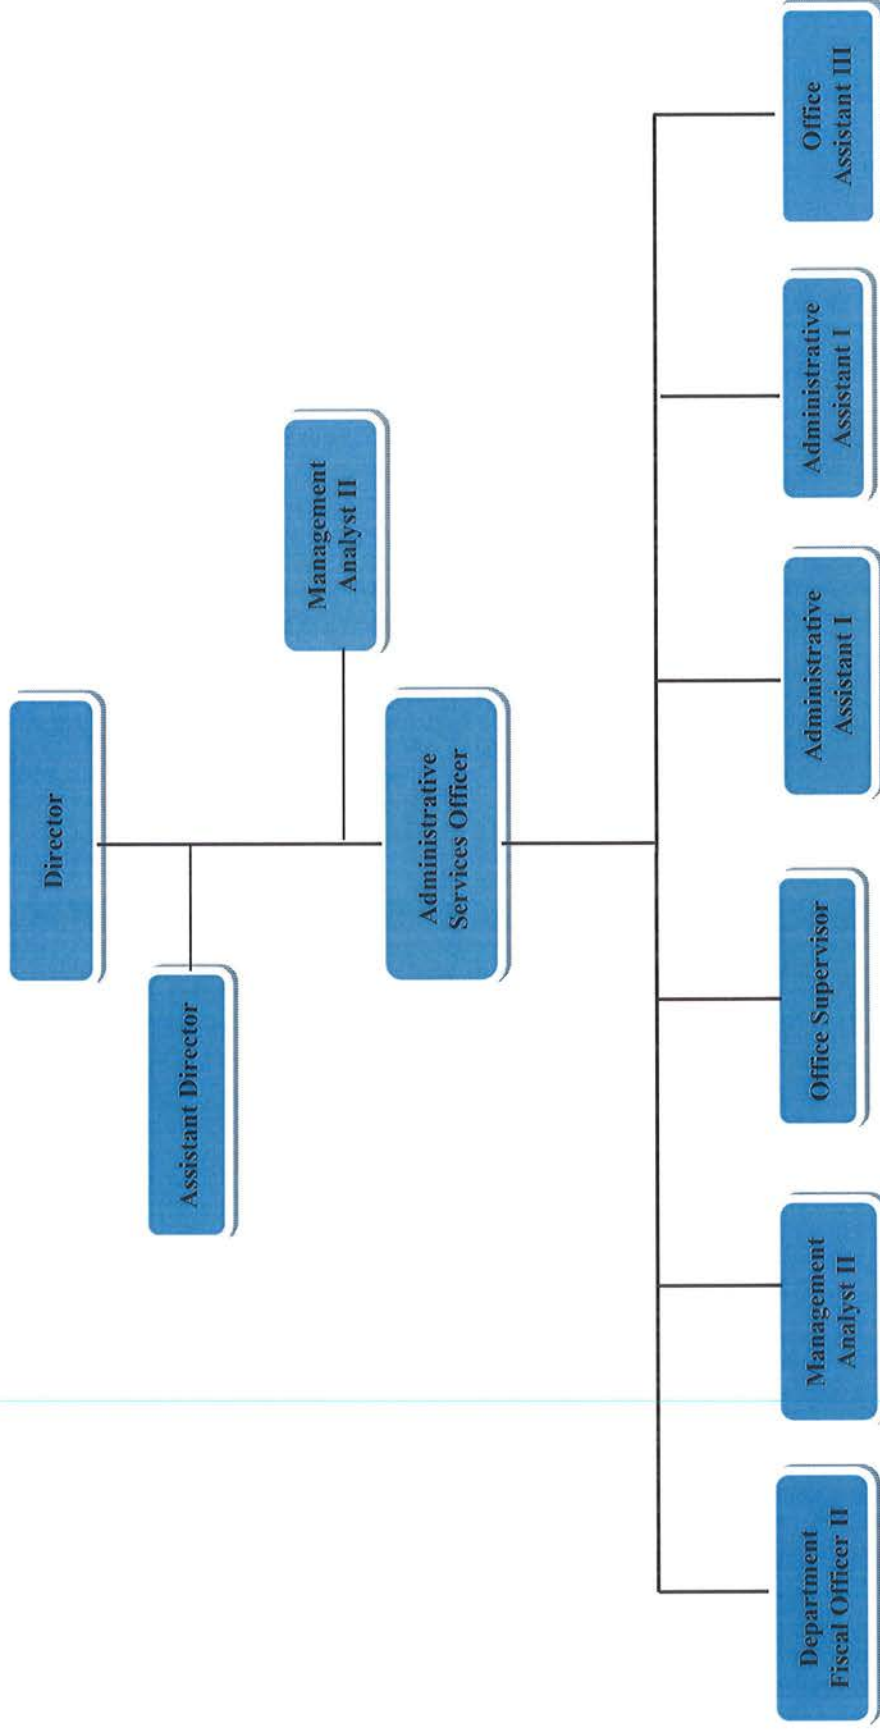 Director
Assistant Director
Management
Analyst II
Administrative
Services Officer
Department
Fiscal Officer II
Management
Analyst II
Office Supervisor
Administrative
Assistant I
Administrative
Assistant I
Office
Assistant III